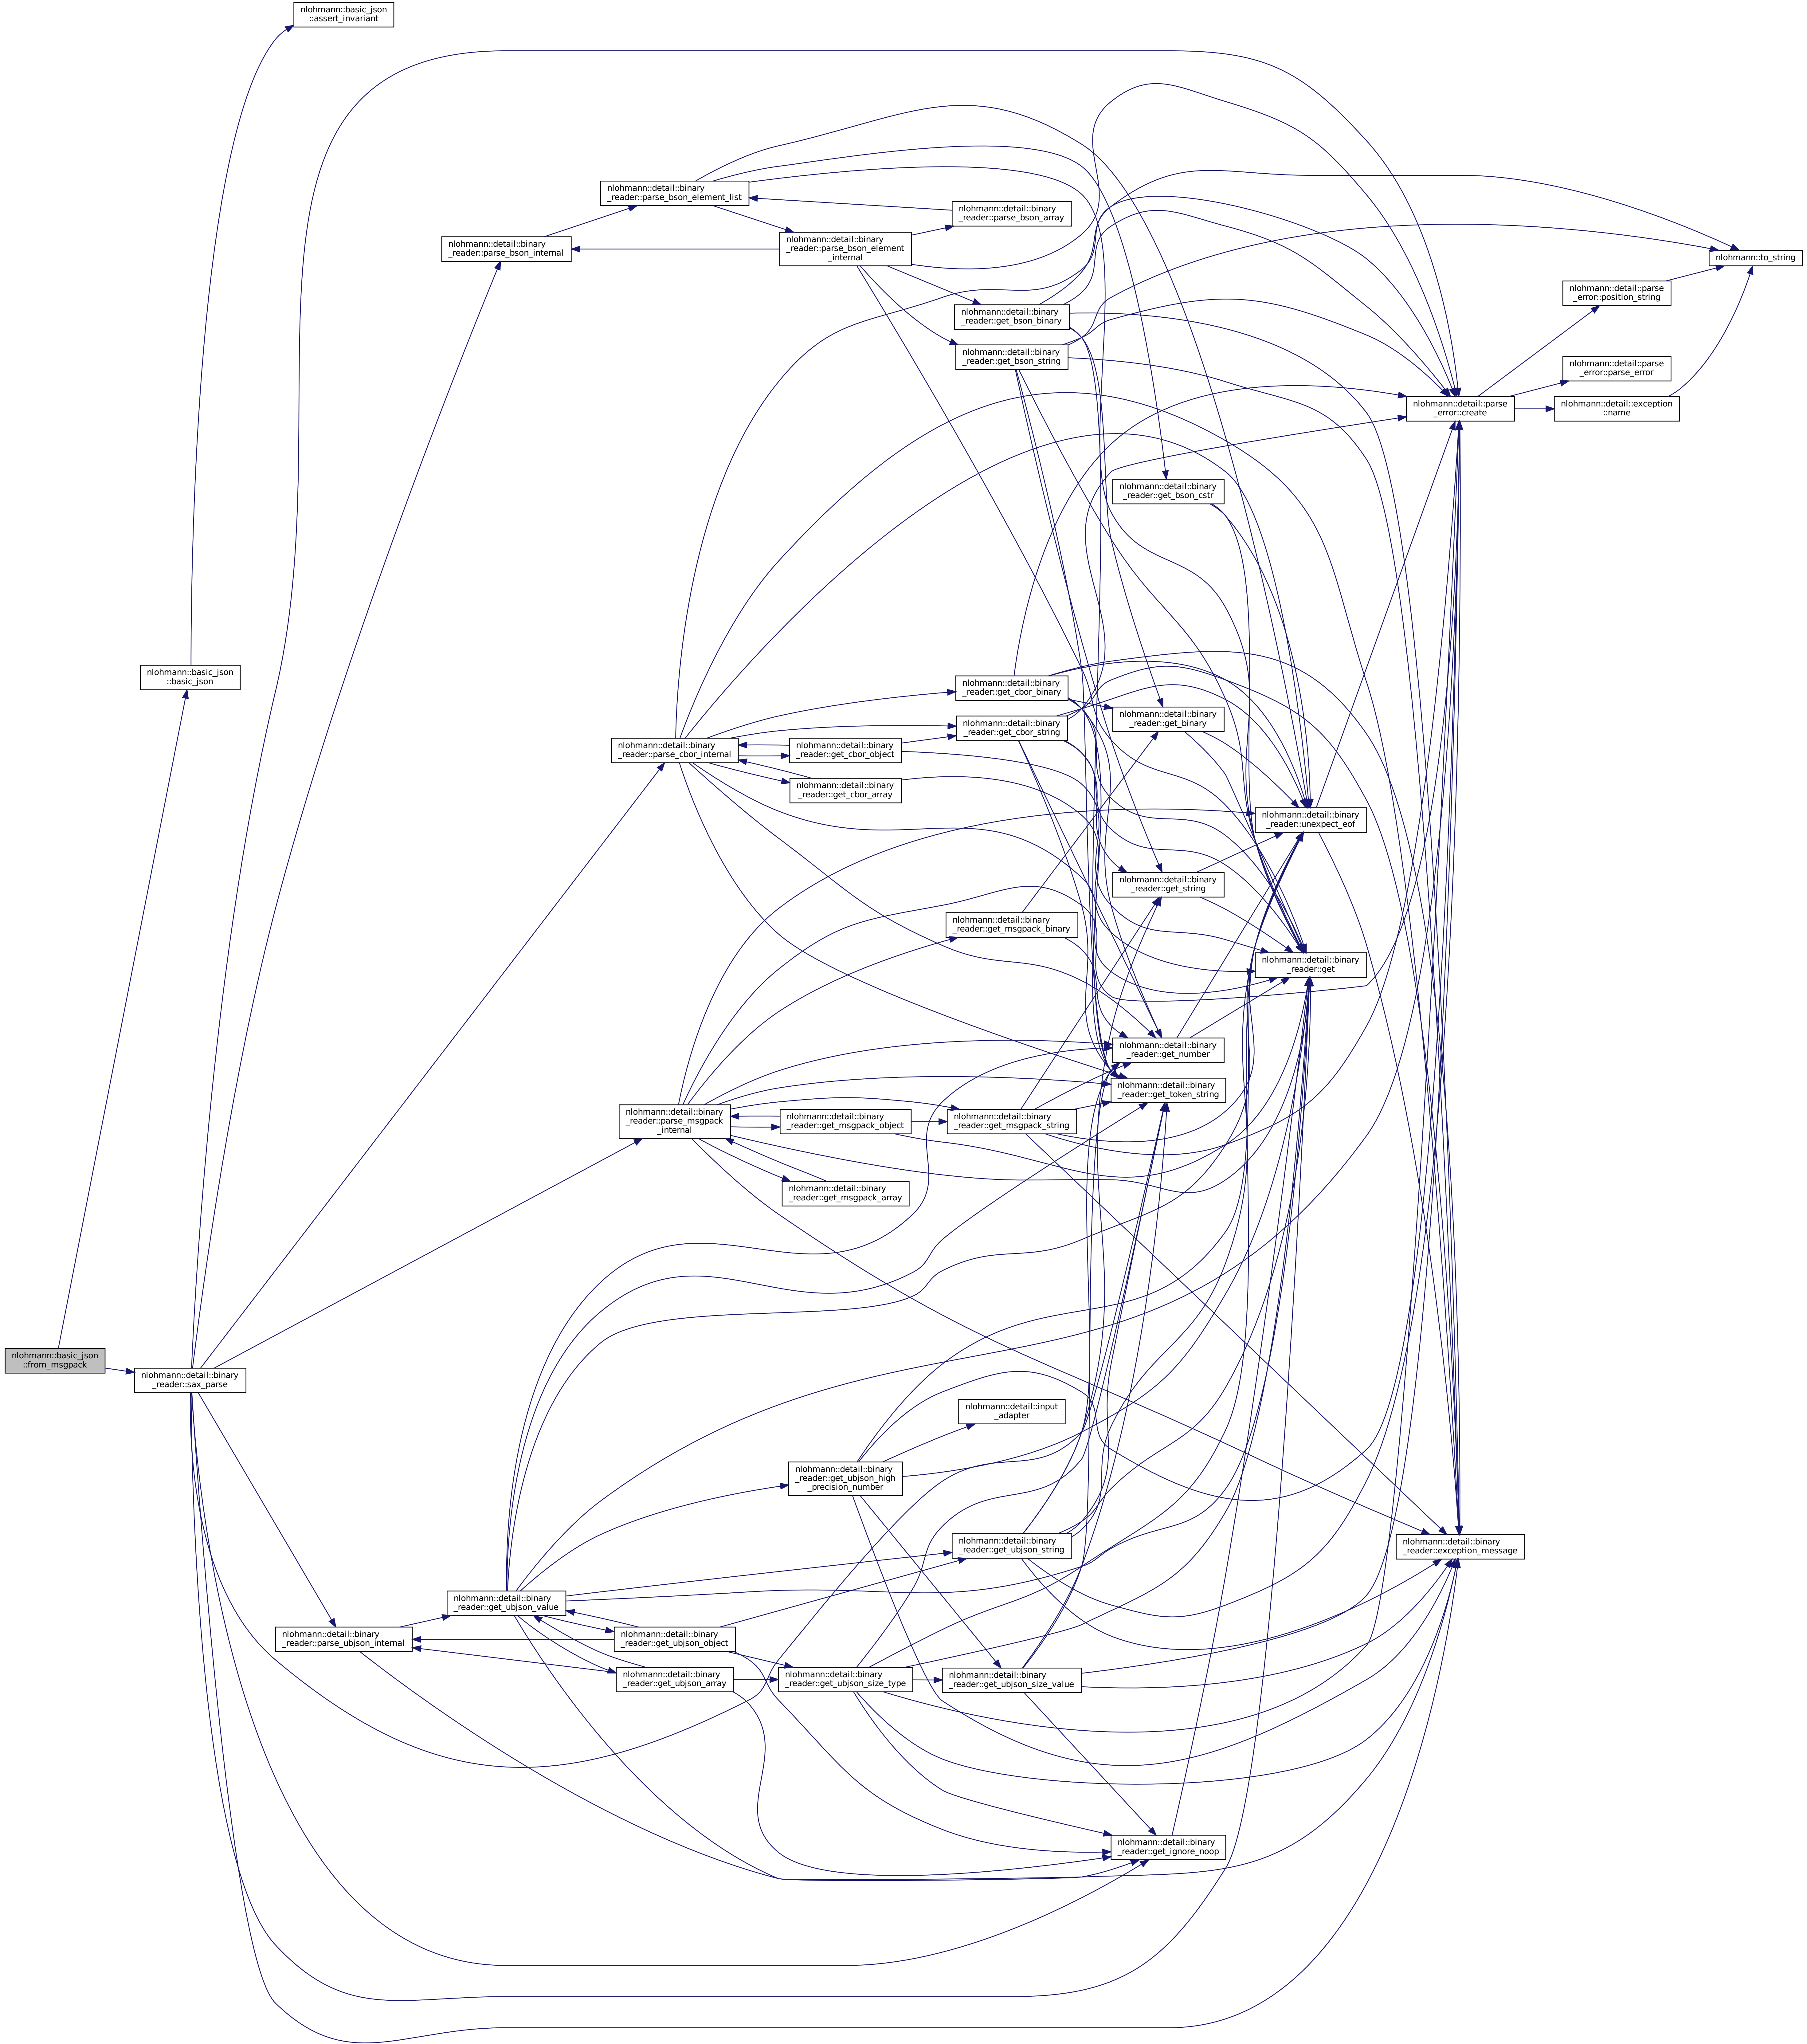 nlohmann::basic_json
::assert_invariant
nlohmann::detail::binary
_reader::parse_bson_element_list
nlohmann::detail::binary
_reader::parse_bson_array
nlohmann::detail::binary
_reader::parse_bson_internal
nlohmann::detail::binary
_reader::parse_bson_element
_internal
nlohmann::to_string
nlohmann::detail::parse
_error::position_string
nlohmann::detail::binary
_reader::get_bson_binary
nlohmann::detail::binary
_reader::get_bson_string
nlohmann::detail::parse
_error::parse_error
nlohmann::detail::parse
_error::create
nlohmann::detail::exception
::name
nlohmann::detail::binary
_reader::get_bson_cstr
nlohmann::basic_json
::basic_json
nlohmann::detail::binary
_reader::get_cbor_binary
nlohmann::detail::binary
_reader::get_binary
nlohmann::detail::binary
_reader::get_cbor_string
nlohmann::detail::binary
_reader::parse_cbor_internal
nlohmann::detail::binary
_reader::get_cbor_object
nlohmann::detail::binary
_reader::get_cbor_array
nlohmann::detail::binary
_reader::unexpect_eof
nlohmann::detail::binary
_reader::get_string
nlohmann::detail::binary
_reader::get_msgpack_binary
nlohmann::detail::binary
_reader::get
nlohmann::detail::binary
_reader::get_number
nlohmann::detail::binary
_reader::get_token_string
nlohmann::detail::binary
_reader::parse_msgpack
_internal
nlohmann::detail::binary
_reader::get_msgpack_object
nlohmann::detail::binary
_reader::get_msgpack_string
nlohmann::detail::binary
_reader::get_msgpack_array
nlohmann::basic_json
::from_msgpack
nlohmann::detail::binary
_reader::sax_parse
nlohmann::detail::input
_adapter
nlohmann::detail::binary
_reader::get_ubjson_high
_precision_number
nlohmann::detail::binary
_reader::get_ubjson_string
nlohmann::detail::binary
_reader::exception_message
nlohmann::detail::binary
_reader::get_ubjson_value
nlohmann::detail::binary
_reader::parse_ubjson_internal
nlohmann::detail::binary
_reader::get_ubjson_object
nlohmann::detail::binary
_reader::get_ubjson_array
nlohmann::detail::binary
_reader::get_ubjson_size_type
nlohmann::detail::binary
_reader::get_ubjson_size_value
nlohmann::detail::binary
_reader::get_ignore_noop